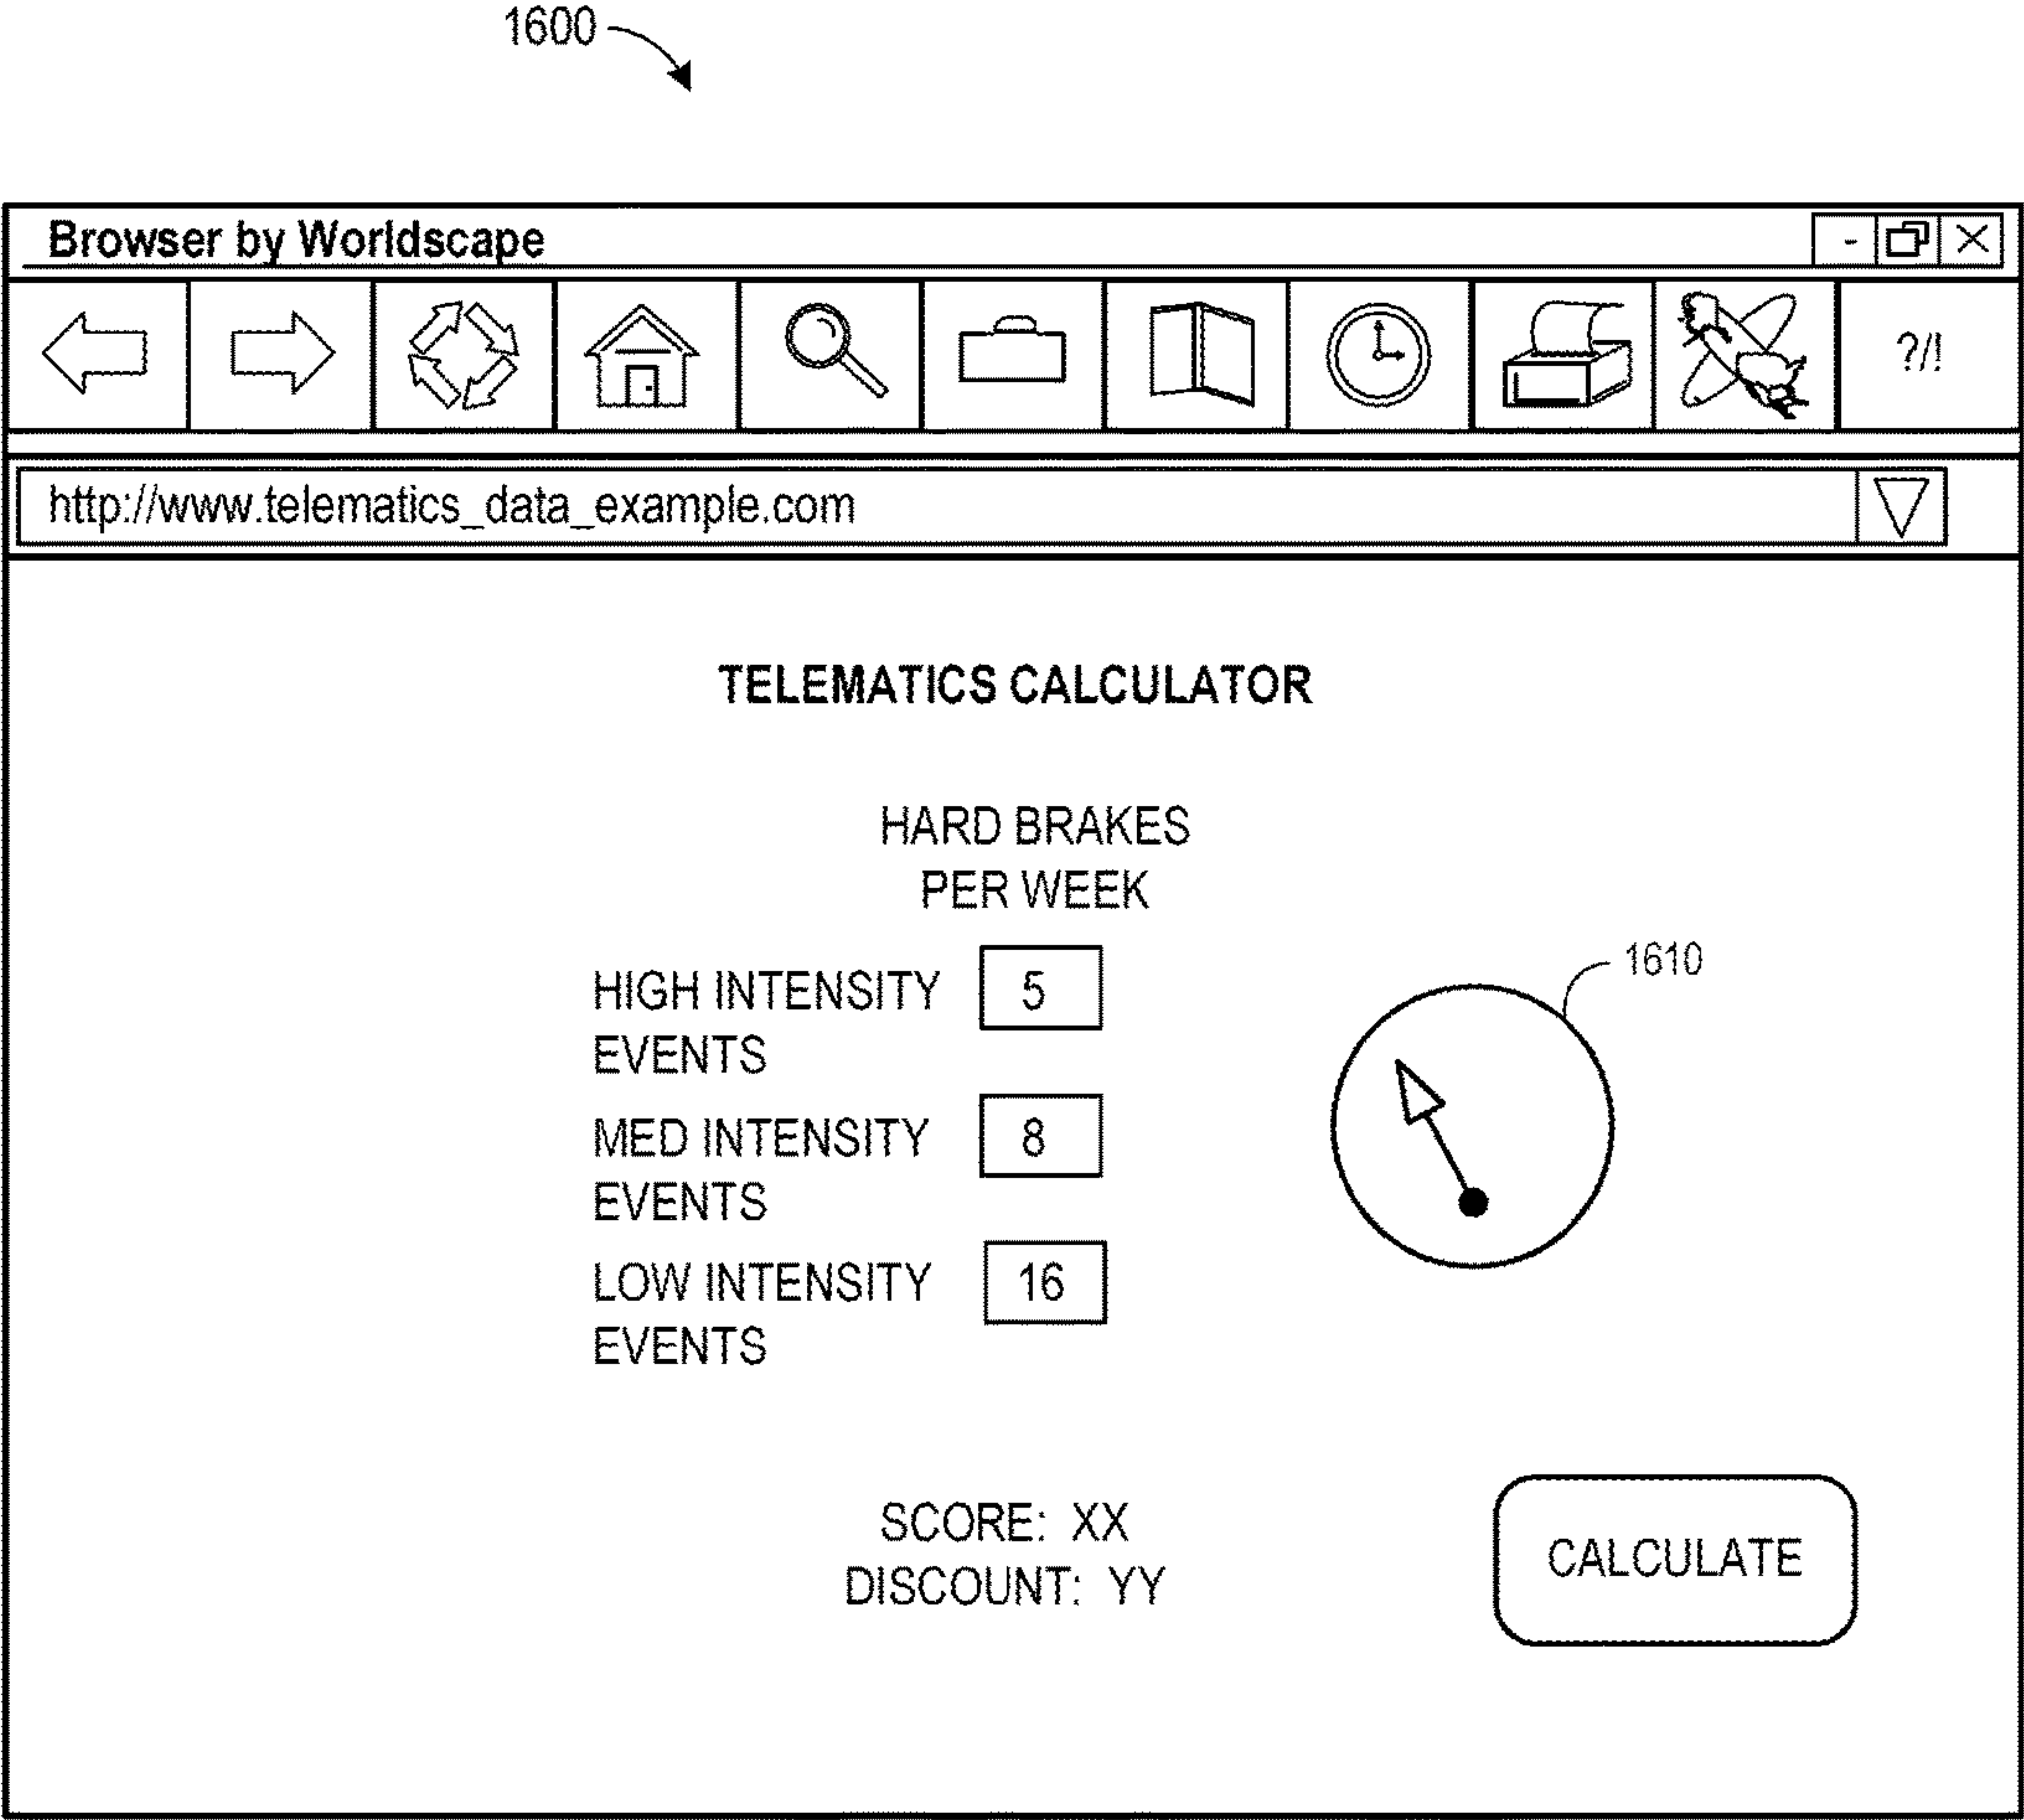 1600
Browser by Worldscape
?/!
http://www.telematics_data_example.com
TELEMATICS CALCULATOR
HARD BRAKES
PER WEEK
1610
HIGH INTENSITY 5
EVENTS
MED INTENSITY 8
EVENTS
LOW INTENSITY 16
EVENTS
SCORE: XX
DISCOUNT: YY
CALCULATE